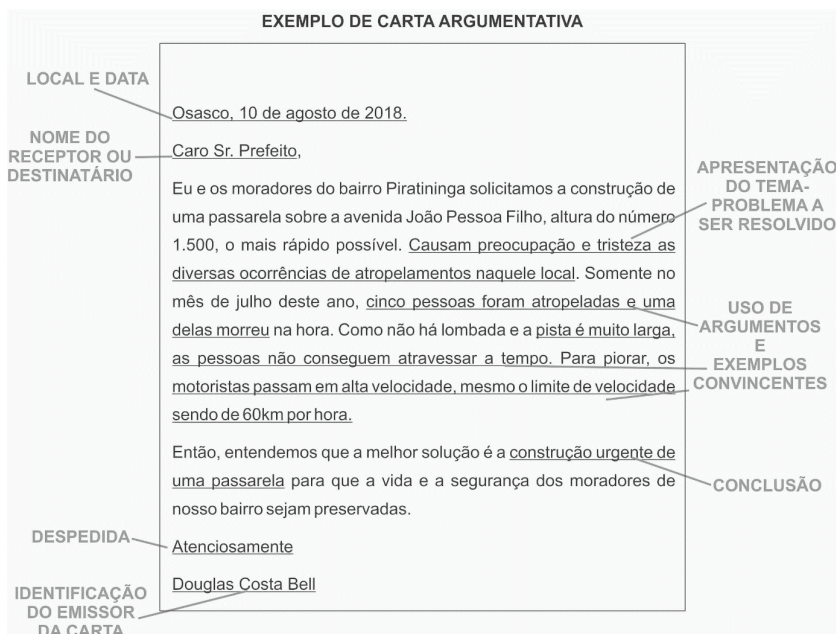 EXEMPLO DE CARTA ARGUMENTATIVA
LOCAL E DATA
Osasco, 10 de agosto de 2018.
NOME DO
RECEPTOR OU
DESTINATÁRIO
Caro Sr. Prefeito,
Eu e os moradores do bairro Piratininga solicitamos a construção de
uma passarela sobre a avenida João Pessoa Filho, altura do número
1.500, o mais rápido possível. Causam preocupação e tristeza as
diversas ocorrências de atropelamentos naquele local. Somente no
mês de julho deste ano, cinco pessoas foram atropeladas e uma
delas morreu na hora. Como não há lombada e a pista é muito larga,
as pessoas não conseguem atravessar a tempo. Para piorar, os
motoristas passam em alta velocidade, mesmo o limite de velocidade
sendo de 60km por hora.
APRESENTAÇÃO
DO TEMA-
PROBLEMA A
SER RESOLVIDO
USO DE
ARGUMENTOS
E
EXEMPLOS
CONVINCENTES
Então, entendemos que a melhor solução é a construção urgente de
uma passarela para que a vida e a segurança dos moradores de
nosso bairro sejam preservadas.
CONCLUSÃO
DESPEDIDA
Atenciosamente
IDENTIFICAÇÃO
DO EMISSOR
DA CARTA
Douglas Costa Bell